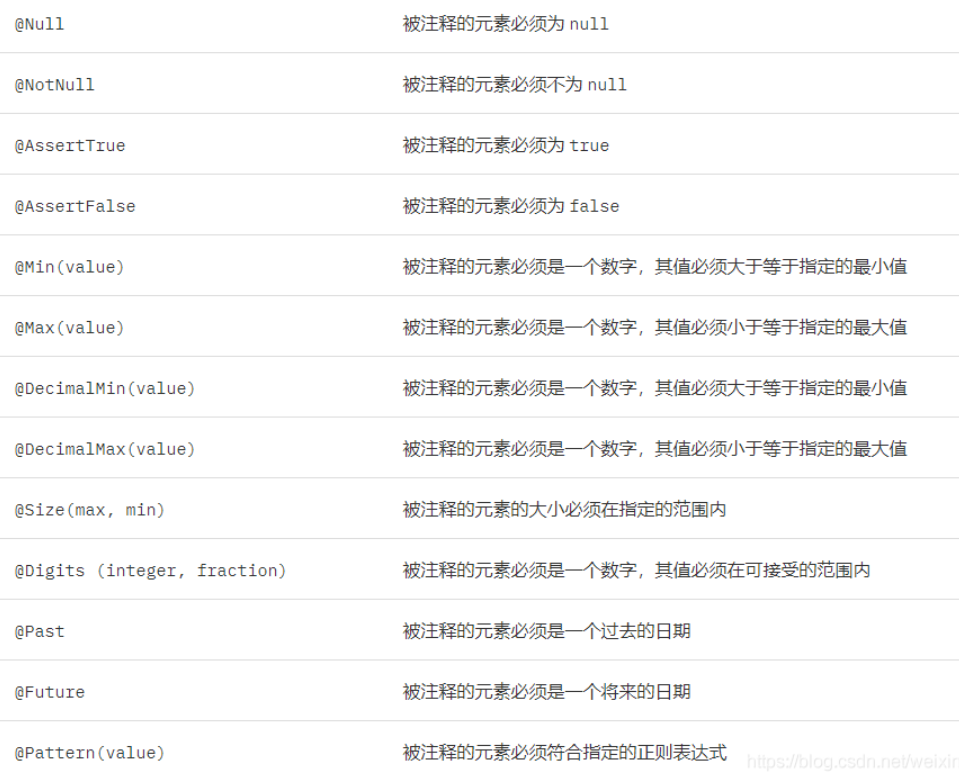 @Null 被注释的元素必须为 null
@NotNull 被注释的元素必须不为 null
@AssertTrue 被注释的元素必须为 true
@AssertFalse 被注释的元素必须为 false
@Min(value) 被注释的元素必须是一个数字，其值必须大于等于指定的最小值
@Max(value) 被注释的元素必须是一个数字，其值必须小于等于指定的最大值
@DecimalMin(value) 被注释的元素必须是一个数字，其值必须大于等于指定的最小值
@DecimalMax(value) 被注释的元素必须是一个数字，其值必须小于等于指定的最大值
@Size(max, min) 被注释的元素的大小必须在指定的范围内
@Digits (integer, fraction) 被注释的元素必须是一个数字，其值必须在可接受的范围内
@Past 被注释的元素必须是一个过去的日期
@Future 被注释的元素必须是一个将来的日期
@Pattern(value) 被注释的元素必须符合指定的正则表达式
https://blog.csdn.net/weixin